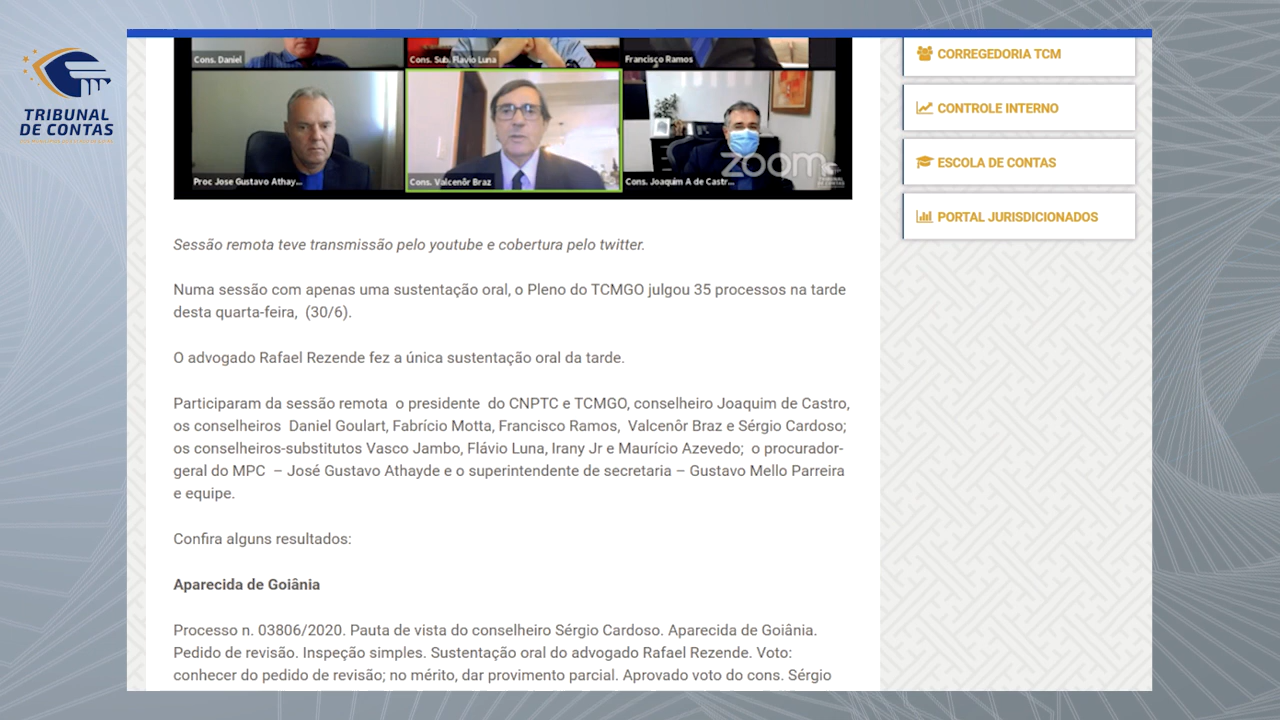 TRIBUNAL
DE CONTAS
Cons. Daniel
Cons. Sub. Flavio Luna
Francisco Ramos
Proc Jose Gustavo Athay...
Cons. Valcenôr Braz
Cons. Joaquim A de Castr...
zoom
Sessão remota teve transmissão pelo youtube e cobertura pelo twitter.
Numa sessão com apenas uma sustentação oral, o Pleno do TCMGO julgou 35 processos na tarde
desta quarta-feira, (30/6).
O advogado Rafael Rezende fez a única sustentação oral da tarde.
Participaram da sessão remota o presidente do CNPTC e TCMGO, conselheiro Joaquim de Castro,
os conselheiros Daniel Goulart, Fabrício Motta, Francisco Ramos, Valcenôr Braz e Sérgio Cardoso;
os conselheiros-substitutos Vasco Jambo, Flávio Luna, Irany Jr e Maurício Azevedo; o procurador-
geral do MPC – José Gustavo Athayde e o superintendente de secretaria – Gustavo Mello Parreira
e equipe.
Confira alguns resultados:
Aparecida de Goiânia
Processo n. 03806/2020. Pauta de vista do conselheiro Sérgio Cardoso. Aparecida de Goiânia.
Pedido de revisão. Inspeção simples. Sustentação oral do advogado Rafael Rezende. Voto:
conhecer do pedido de revisão; no mérito, dar provimento parcial. Aprovado voto do cons. Sérgio
CORREGEDORIA TCM
CONTROLE INTERNO
ESCOLA DE CONTAS
PORTAL JURISDICIONADOS